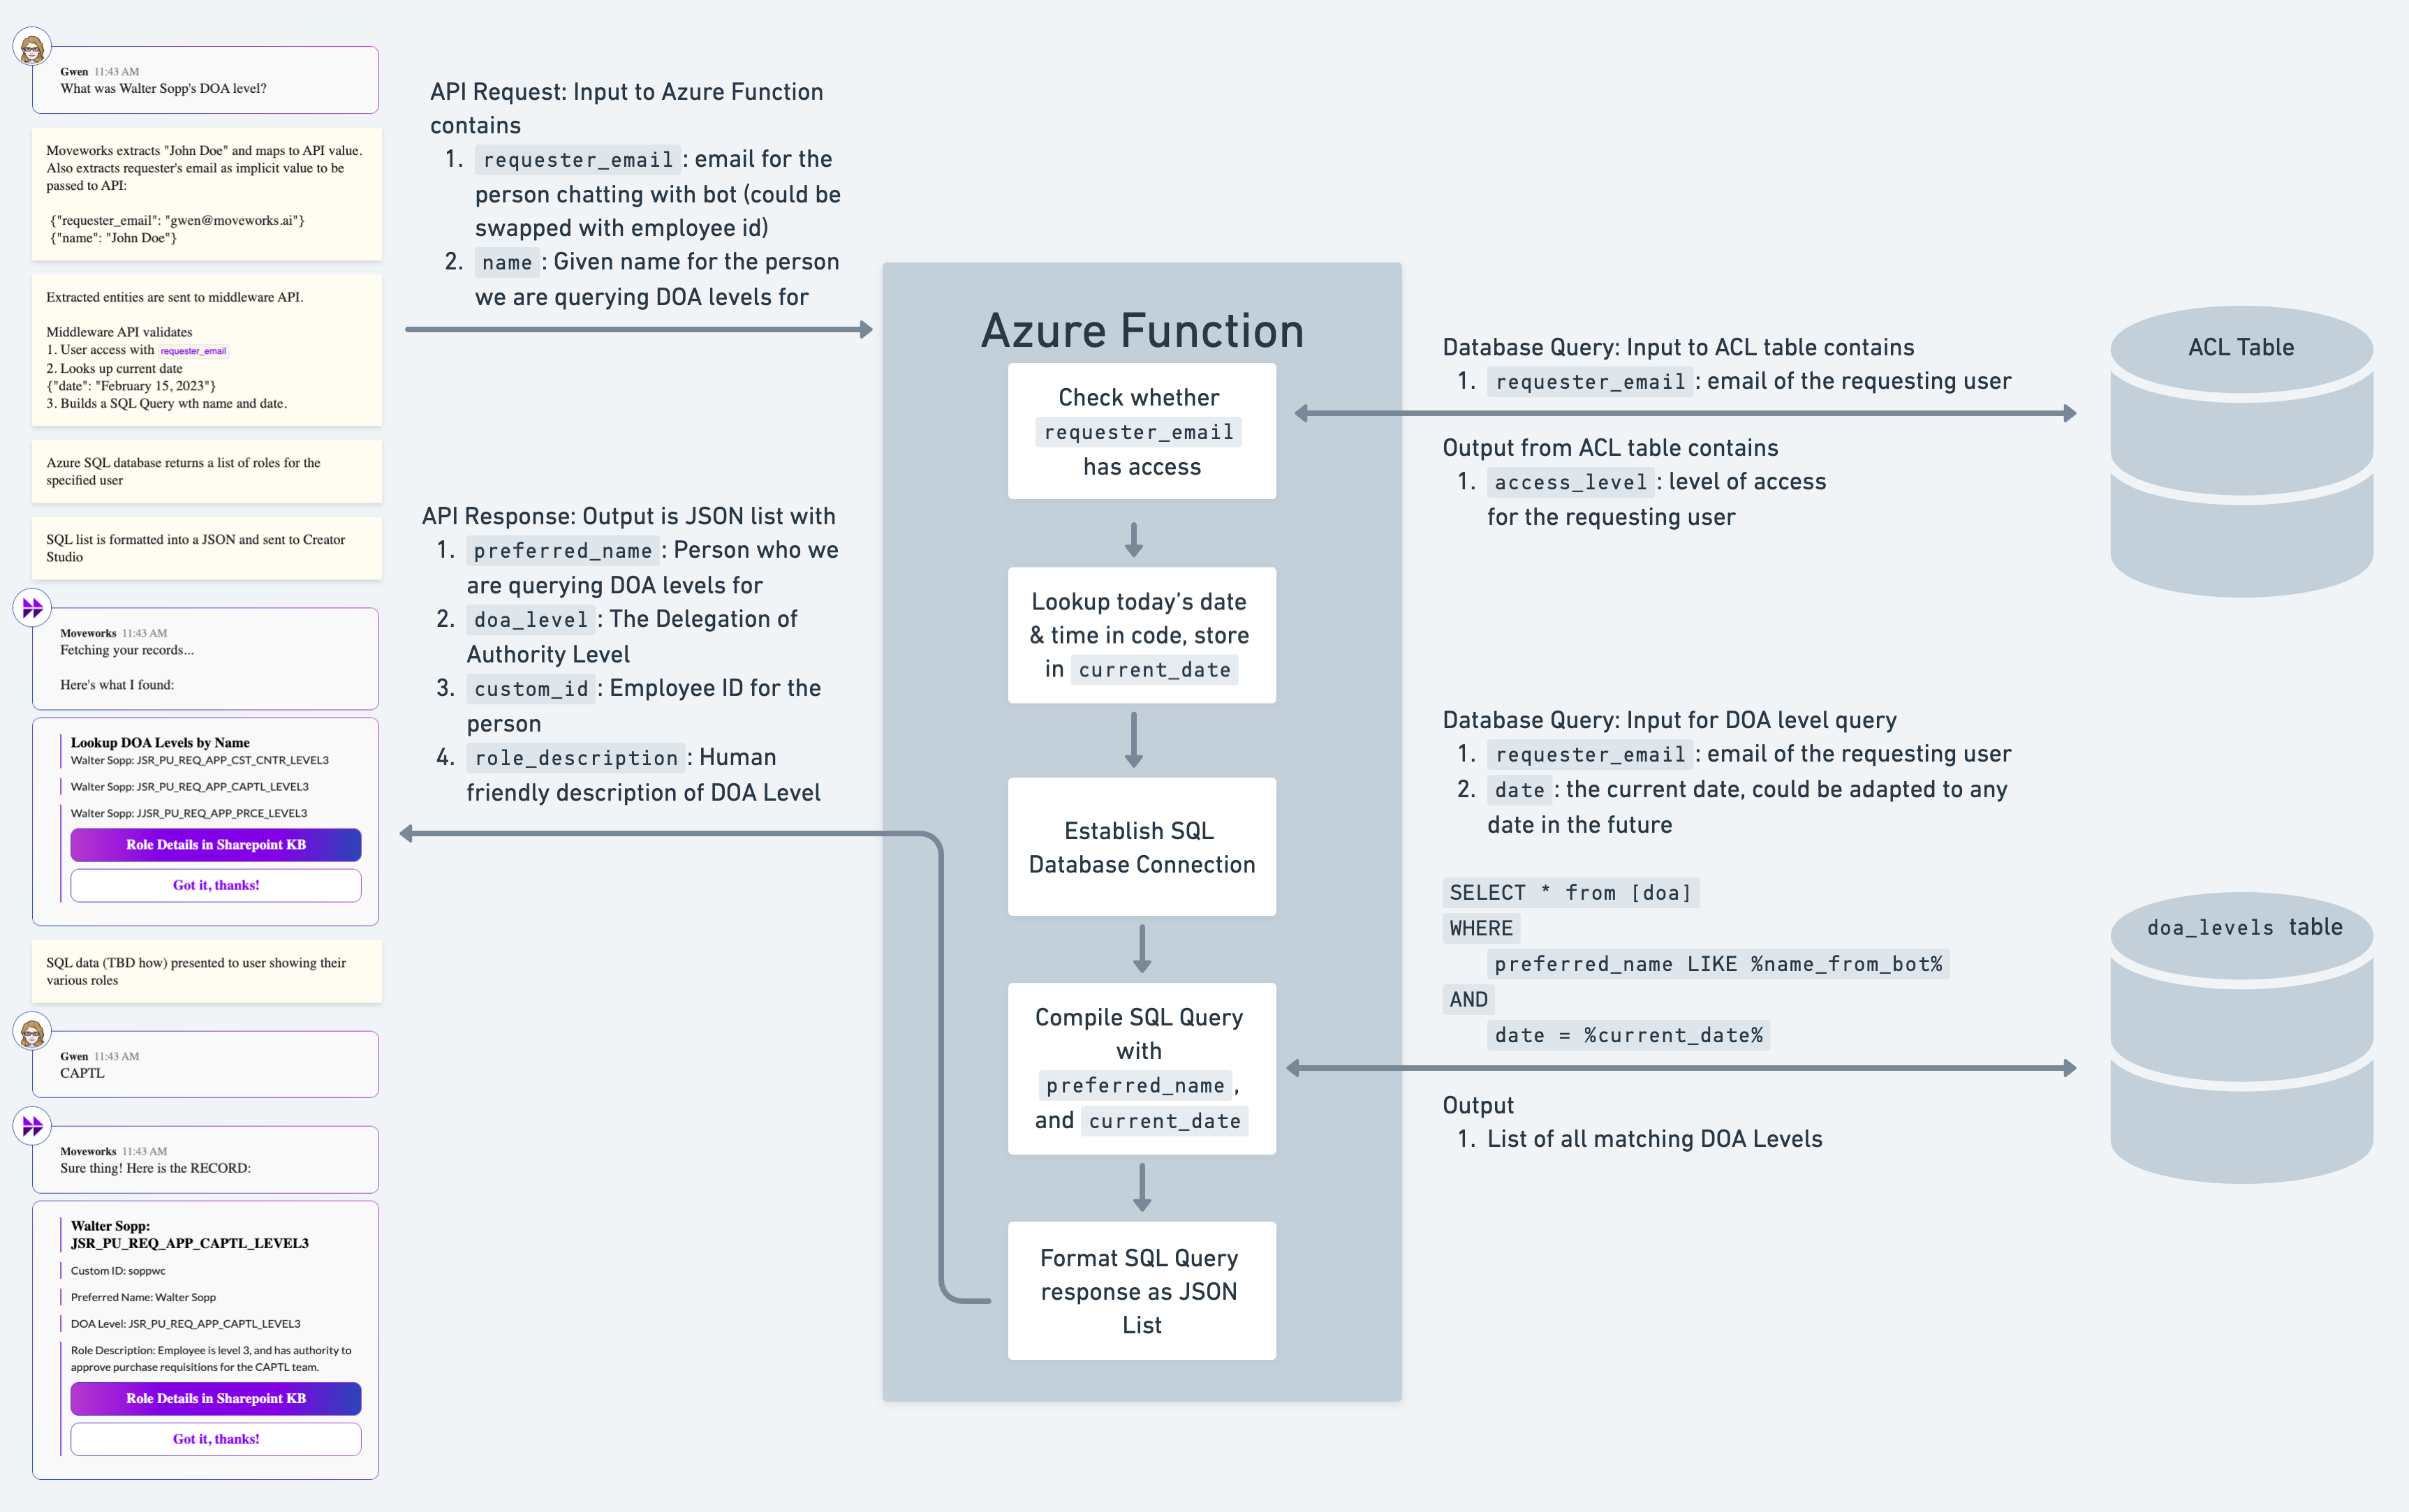 Gwen 11:43 AM
What was Walter Sopp's DOA level?
Moveworks extracts "John Doe" and maps to API value.
Also extracts requester's email as implicit value to be
passed to API:
{"requester_email": "gwen@moveworks.ai"}
{"name": "John Doe"}
Extracted entities are sent to middleware API.
Middleware API validates
1. User access with requester_email
2. Looks up current date
{"date": "February 15, 2023"}
3. Builds a SQL Query wth name and date.
Azure SQL database returns a list of roles for the
specified user
SQL list is formatted into a JSON and sent to Creator
Studio
Moveworks 11:43 AM
Fetching your records...
Here's what I found:
Lookup DOA Levels by Name
Walter Sopp: JSR_PU_REQ_APP_CST_CNTR_LEVEL3
Walter Sopp: JSR_PU_REQ_APP_CAPTL_LEVEL3
Walter Sopp: JJSR_PU_REQ_APP_PRCE_LEVEL3
Role Details in Sharepoint KB
Got it, thanks!
SQL data (TBD how) presented to user showing their
various roles
Gwen 11:43 AM
CAPTL
Moveworks 11:43 AM
Sure thing! Here is the RECORD:
Walter Sopp:
JSR_PU_REQ_APP_CAPTL_LEVEL3
Custom ID: soppwc
Preferred Name: Walter Sopp
DOA Level: JSR_PU_REQ_APP_CAPTL_LEVEL3
Role Description: Employee is level 3, and has authority to
approve purchase requisitions for the CAPTL team.
Role Details in Sharepoint KB
Got it, thanks!
API Request: Input to Azure Function
contains
1. requester_email: email for the
person chatting with bot (could be
swapped with employee id)
2. name: Given name for the person
we are querying DOA levels for
API Response: Output is JSON list with
1. preferred_name: Person who we
are querying DOA levels for
2. doa_level: The Delegation of
Authority Level
3. custom_id: Employee ID for the
person
4. role_description: Human
friendly description of DOA Level
Azure Function
Check whether
requester_email
has access
Lookup today's date
& time in code, store
in current_date
Establish SQL
Database Connection
Compile SQL Query
with
preferred_name,
and current_date
Format SQL Query
response as JSON
List
Database Query: Input to ACL table contains
1. requester_email: email of the requesting user
Output from ACL table contains
1. access_level: level of access
for the requesting user
Database Query: Input for DOA level query
1. requester_email: email of the requesting user
2. date: the current date, could be adapted to any
date in the future
SELECT * from [doa]
WHERE
preferred_name LIKE %name_from_bot%
AND
date = %current_date%
Output
1. List of all matching DOA Levels
ACL Table
doa_levels table